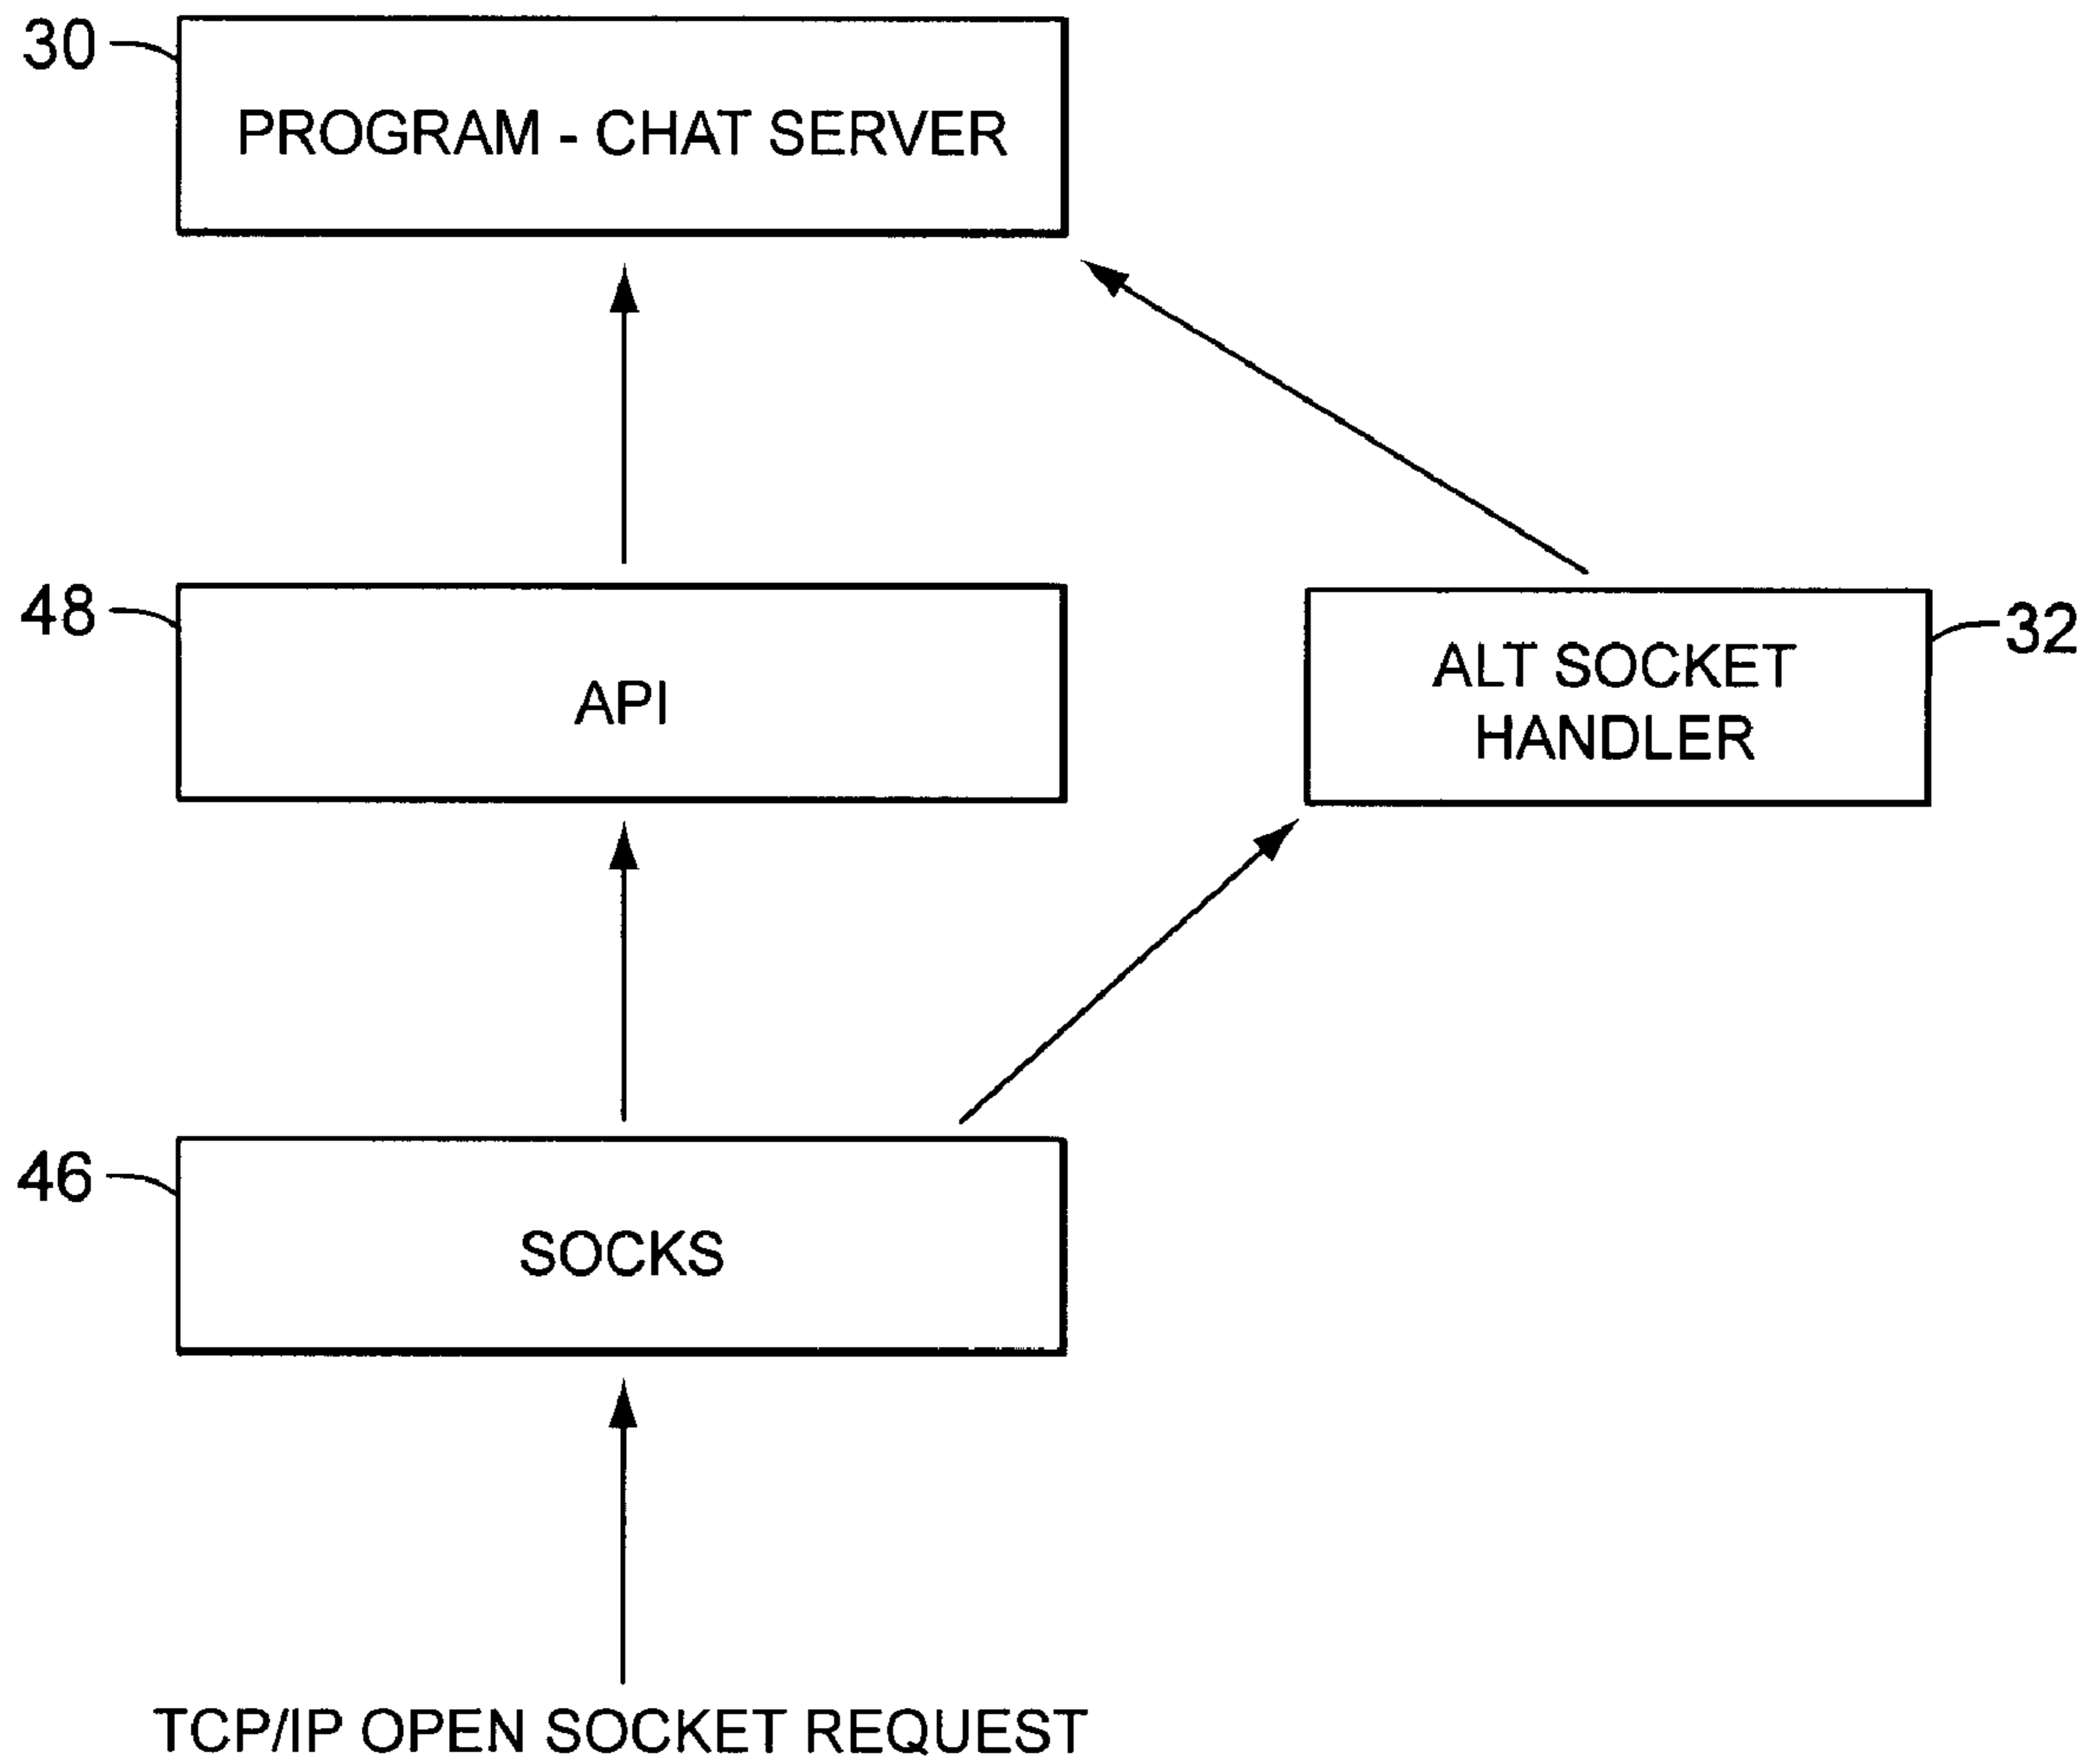 30
PROGRAM - CHAT SERVER
48
API
ALT SOCKET
HANDLER
32
46
SOCKS
TCP/IP OPEN SOCKET REQUEST